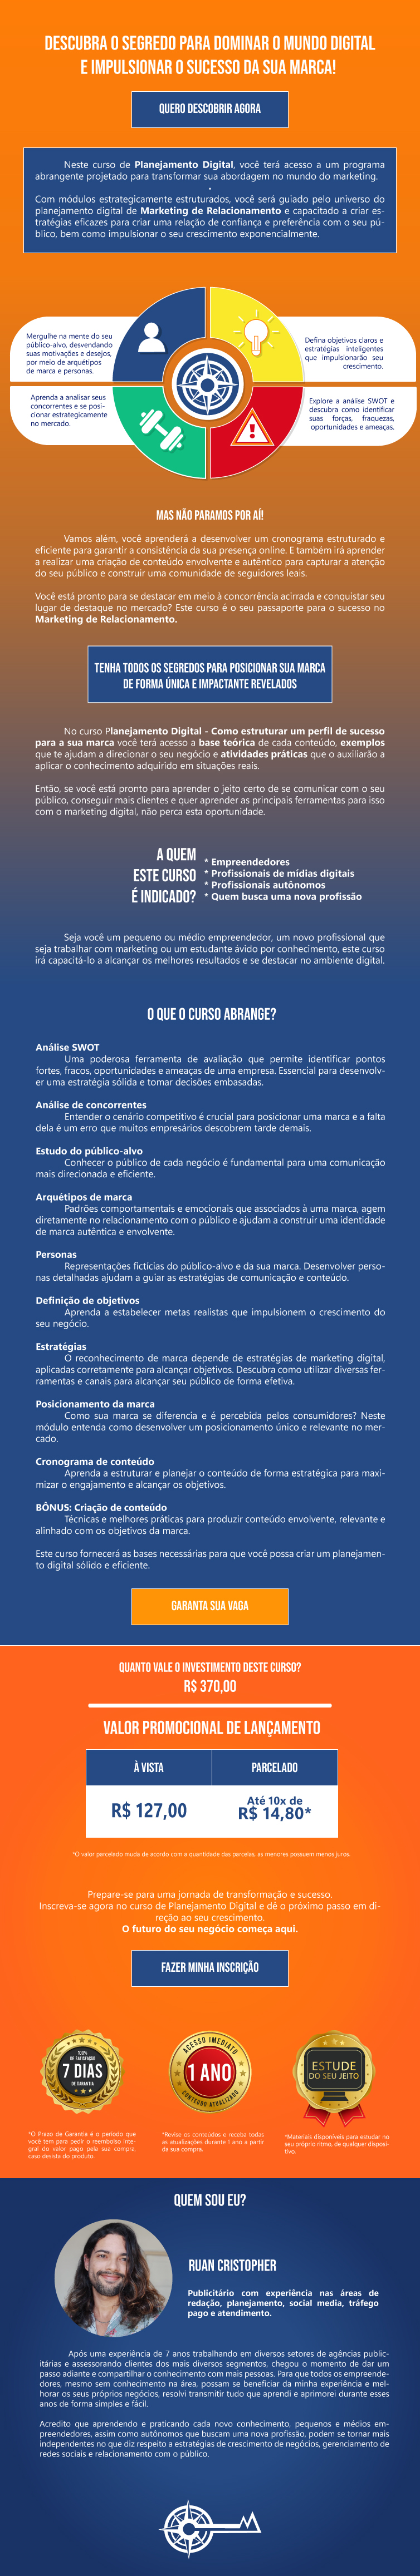 DESCUBRA O SEGREDO PARA DOMINAR O MUNDO DIGITAL
E IMPULSIONAR O SUCESSO DA SUA MARCA!
QUERO DESCOBRIR AGORA
Neste curso de Planejamento Digital, você terá acesso a um programa
abrangente projetado para transformar sua abordagem no mundo do marketing.
.
Com módulos estrategicamente estruturados, você será guiado pelo universo do
planejamento digital de Marketing de Relacionamento e capacitado a criar es-
tratégias eficazes para criar uma relação de confiança e preferência com o seu pú-
blico, bem como impulsionar o seu crescimento exponencialmente.
Mergulhe na mente do seu
público-alvo, desvendando
suas motivações e desejos,
por meio de arquétipos
de marca e personas.
Defina objetivos claros e
estratégias inteligentes
que impulsionarão seu
crescimento.
Aprenda a analisar seus
concorrentes e se posi-
cionar estrategicamente
no mercado.
Explore a análise SWOT e
descubra como identificar
suas forças, fraquezas,
oportunidades e ameaças.
MAS NÃO PARAMOS POR AÍ!
Vamos além, você aprenderá a desenvolver um cronograma estruturado e
eficiente para garantir a consistência da sua presença online. E também irá aprender
a realizar uma criação de conteúdo envolvente e autêntico para capturar a atenção
do seu público e construir uma comunidade de seguidores leais.
Você está pronto para se destacar em meio à concorrência acirrada e conquistar seu
lugar de destaque no mercado? Este curso é o seu passaporte para o sucesso no
Marketing de Relacionamento.
TENHA TODOS OS SEGREDOS PARA POSICIONAR SUA MARCA
DE FORMA ÚNICA E IMPACTANTE REVELADOS
No curso Planejamento Digital - Como estruturar um perfil de sucesso
para a sua marca você terá acesso a base teórica de cada conteúdo, exemplos
que te ajudam a direcionar o seu negócio e atividades práticas que o auxiliarão a
aplicar o conhecimento adquirido em situações reais.
Então, se você está pronto para aprender o jeito certo de se comunicar com o seu
público, conseguir mais clientes e quer aprender as principais ferramentas para isso
com o marketing digital, não perca esta oportunidade.
A QUEM
ESTE CURSO
É INDICADO?
* Empreendedores
* Profissionais de mídias digitais
* Profissionais autônomos
* Quem busca uma nova profissão
Seja você um pequeno ou médio empreendedor, um novo profissional que
seja trabalhar com marketing ou um estudante ávido por conhecimento, este curso
irá capacitá-lo a alcançar os melhores resultados e se destacar no ambiente digital.
O QUE O CURSO ABRANGE?
Análise SWOT
Uma poderosa ferramenta de avaliação que permite identificar pontos
fortes, fracos, oportunidades e ameaças de uma empresa. Essencial para desenvolv-
er uma estratégia sólida e tomar decisões embasadas.
Análise de concorrentes
Entender o cenário competitivo é crucial para posicionar uma marca e a falta
dela é um erro que muitos empresários descobrem tarde demais.
Estudo do público-alvo
Conhecer o público de cada negócio é fundamental para uma comunicação
mais direcionada e eficiente.
Arquétipos de marca
Padrões comportamentais e emocionais que associados à uma marca, agem
diretamente no relacionamento com o público e ajudam a construir uma identidade
de marca autêntica e envolvente.
Personas
Representações fictícias do público-alvo e da sua marca. Desenvolver perso-
nas detalhadas ajudam a guiar as estratégias de comunicação e conteúdo.
Definição de objetivos
Aprenda a estabelecer metas realistas que impulsionem o crescimento do
seu negócio.
Estratégias
O reconhecimento de marca depende de estratégias de marketing digital,
aplicadas corretamente para alcançar objetivos. Descubra como utilizar diversas fer-
ramentas e canais para alcançar seu público de forma efetiva.
Posicionamento da marca
Como sua marca se diferencia e é percebida pelos consumidores? Neste
módulo entenda como desenvolver um posicionamento único e relevante no mer-
cado.
Cronograma de conteúdo
Aprenda a estruturar e planejar o conteúdo de forma estratégica para maxi-
mizar o engajamento e alcançar os objetivos.
BÔNUS: Criação de conteúdo
Técnicas e melhores práticas para produzir conteúdo envolvente, relevante e
alinhado com os objetivos da marca.
Este curso fornecerá as bases necessárias para que você possa criar um planejamen-
to digital sólido e eficiente.
GARANTA SUA VAGA
QUANTO VALE O INVESTIMENTO DESTE CURSO?
R$ 370,00
VALOR PROMOCIONAL DE LANÇAMENTO
À VISTA
PARCELADO
R$ 127,00
Até 10x de
R$ 14,80*
*O valor parcelado muda de acordo com a quantidade das parcelas, as menores possuem menos juros.
Prepare-se para uma jornada de transformação e sucesso.
Inscreva-se agora no curso de Planejamento Digital e dê o próximo passo em di-
reção ao seu crescimento.
O futuro do seu negócio começa aqui.
FAZER MINHA INSCRIÇÃO
100%
DE SATISFAÇÃO
7 DIAS
DE GARANTIA
ACESSO IMEDIATO
1 ANO
CONTEÚDO ATUALIZADO
ESTUDE
DO SEU JEITO
*O Prazo de Garantia é o período que
você tem para pedir o reembolso inte-
gral do valor pago pela sua compra,
caso desista do produto.
*Revise os conteúdos e receba todas
as atualizações durante 1 ano a partir
da sua compra.
*Materiais disponíveis para estudar no
seu próprio ritmo, de qualquer disposi-
tivo.
QUEM SOU EU?
RUAN CRISTOPHER
Publicitário com experiência nas áreas de
redação, planejamento, social media, tráfego
pago e atendimento.
Após uma experiência de 7 anos trabalhando em diversos setores de agências public-
itárias e assessorando clientes dos mais diversos segmentos, chegou o momento de dar um
passo adiante e compartilhar o conhecimento com mais pessoas. Para que todos os empreende-
dores, mesmo sem conhecimento na área, possam se beneficiar da minha experiência e mel-
horar os seus próprios negócios, resolvi transmitir tudo que aprendi e aprimorei durante esses
anos de forma simples e fácil.
Acredito que aprendendo e praticando cada novo conhecimento, pequenos e médios em-
preendedores, assim como autônomos que buscam uma nova profissão, podem se tornar mais
independentes no que diz respeito a estratégias de crescimento de negócios, gerenciamento de
redes sociais e relacionamento com o público.